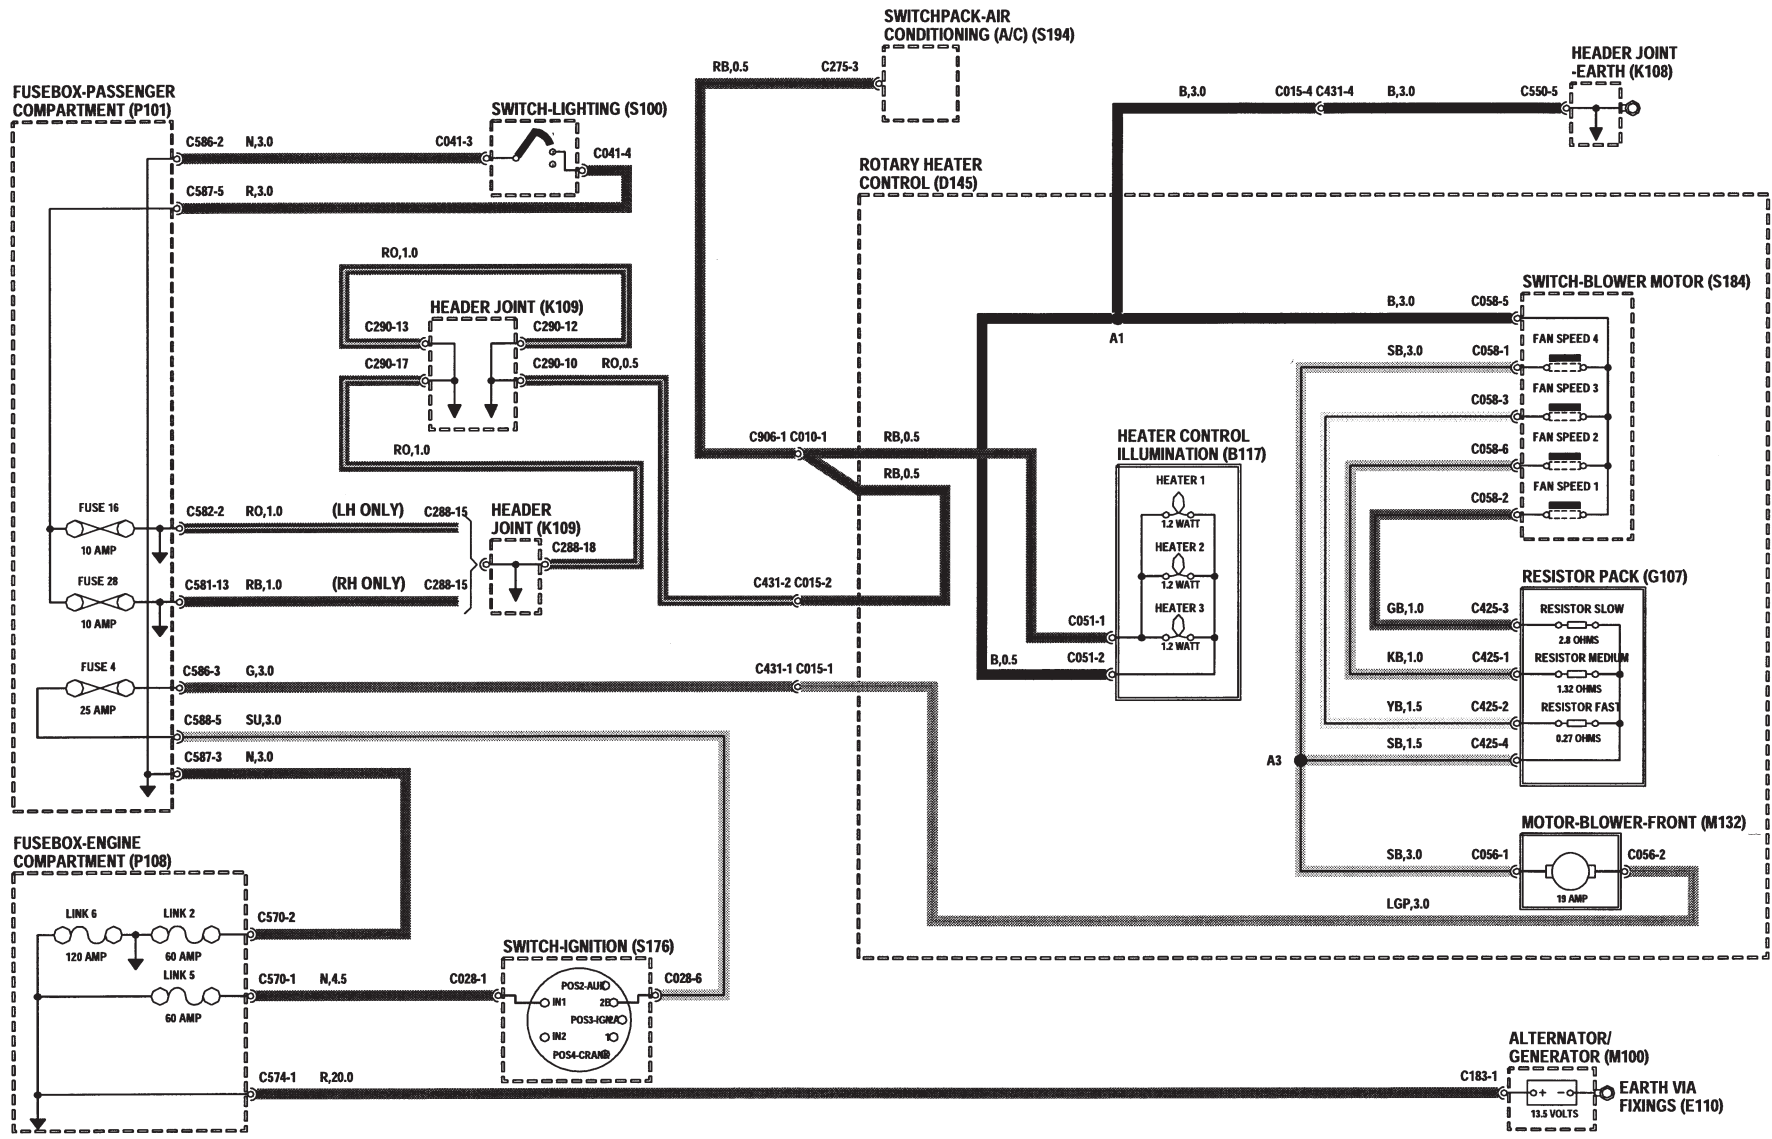 SWITCHPACK-AIR
CONDITIONING (A/C) (S194)
RB,0.5
C275-3
HEADER JOINT
-EARTH (K108)
B,3.0
C015-4 C431-4
B,3.0
C550-5
FUSEBOX-PASSENGER
COMPARTMENT (P101)
SWITCH-LIGHTING (S100)
C586-2
N,3.0
C041-3
C041-4
C587-5
R,3.0
ROTARY HEATER
CONTROL (D145)
RO,1.0
HEADER JOINT (K109)
C290-13
C290-12
C290-17
C290-10
RO,0.5
RO,1.0
SWITCH-BLOWER MOTOR (S184)
B,3.0
C058-5
A1
FAN SPEED 4
SB,3.0
C058-1
FAN SPEED 3
C058-3
FAN SPEED 2
C058-6
FAN SPEED 1
C058-2
C906-1 C010-1
RB,0.5
RB,0.5
HEATER CONTROL
ILLUMINATION (B117)
HEATER 1
1.2 WATT
HEATER 2
1.2 WATT
HEATER 3
1.2 WATT
C051-1
C051-2
B,0.5
FUSE 16
10 AMP
C582-2
RO,1.0
(LH ONLY)
C288-15
HEADER
JOINT (K109)
C288-18
FUSE 28
10 AMP
C581-13
RB,1.0
(RH ONLY)
C288-15
C431-2 C015-2
RESISTOR PACK (G107)
GB,1.0
C425-3
RESISTOR SLOW
2.8 OHMS
KB,1.0
C425-1
RESISTOR MEDIUM
1.32 OHMS
YB,1.5
C425-2
RESISTOR FAST
0.27 OHMS
SB,1.5
C425-4
A3
FUSE 4
25 AMP
C586-3
G,3.0
C431-1 C015-1
C588-5
SU,3.0
C587-3
N,3.0
MOTOR-BLOWER-FRONT (M132)
SB,3.0
C056-1
C056-2
19 AMP
LGP,3.0
FUSEBOX-ENGINE
COMPARTMENT (P108)
LINK 6
120 AMP
LINK 2
60 AMP
C570-2
LINK 5
60 AMP
C570-1
N,4.5
C028-1
SWITCH-IGNITION (S176)
C028-6
POS2-AUX
IN1
2B
POS3-IGN
2A
IN2
1
POS4-CRANK
C574-1
R,20.0
C183-1
ALTERNATOR/
GENERATOR (M100)
+ −
13.5 VOLTS
EARTH VIA
FIXINGS (E110)